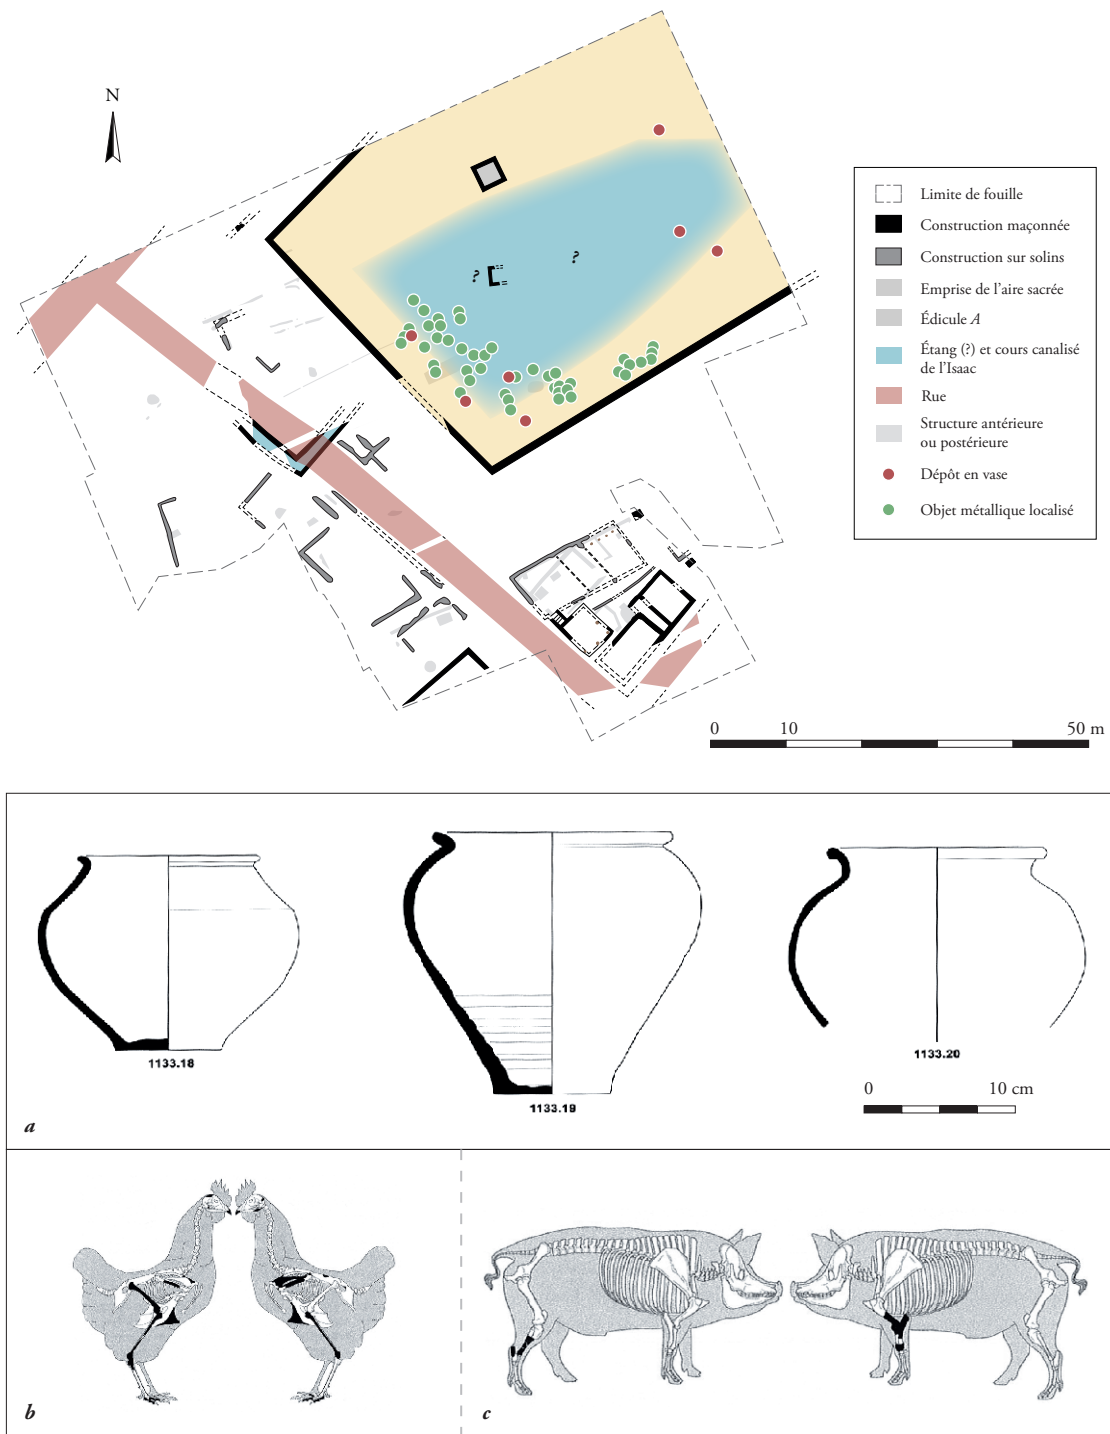 N
?
?
Limite de fouille
Construction maçonnée
Construction sur solins
Emprise de l'aire sacrée
Édicule A
Étang (?) et cours canalisé
de l'Isaac
Rue
Structure antérieure
ou postérieure
Dépôt en vase
Objet métallique localisé
0 10 50 m
1133.18
1133.19
1133.20
0 10 cm
a
b
c